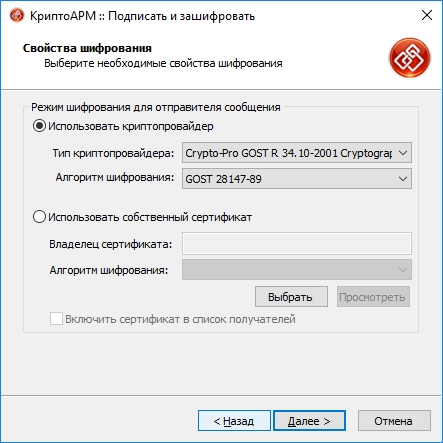 КриптоАРМ :: Подписать и зашифровать
Свойства шифрования
Выберите необходимые свойства шифрования
Режим шифрования для отправителя сообщения
Использовать криптопровайдер
Тип криптопровайдера: Crypto-Pro GOST R 34.10-2001 Cryptograp
Алгоритм шифрования: GOST 28147-89
Использовать собственный сертификат
Владелец сертификата:
Алгоритм шифрования:
Выбрать Просмотреть
Включить сертификат в список получателей
< Назад Далее > Отмена